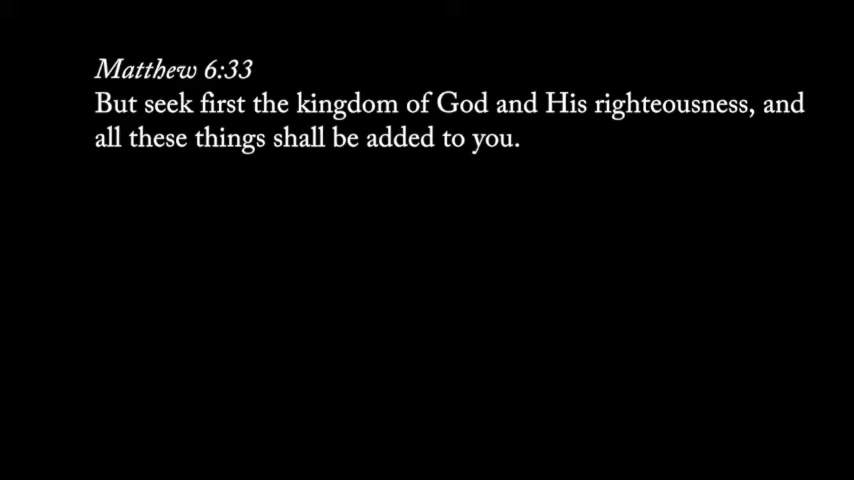 Matthew 6:33
But seek first the kingdom of God and His righteousness, and
all these things shall be added to you.